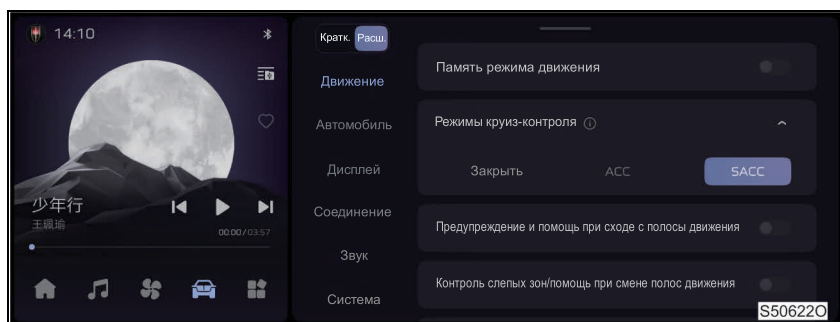 14:10
少年行
王珮瑜
00:00/03:57
Кратк. Расш.
Движение
Автомобиль
Дисплей
Соединение
Звук
Система
Память режима движения
Режимы круиз-контроля
Закрыть ACC SACC
Предупреждение и помощь при сходе с полосы движения
Контроль слепых зон/помощь при смене полос движения
S50622O